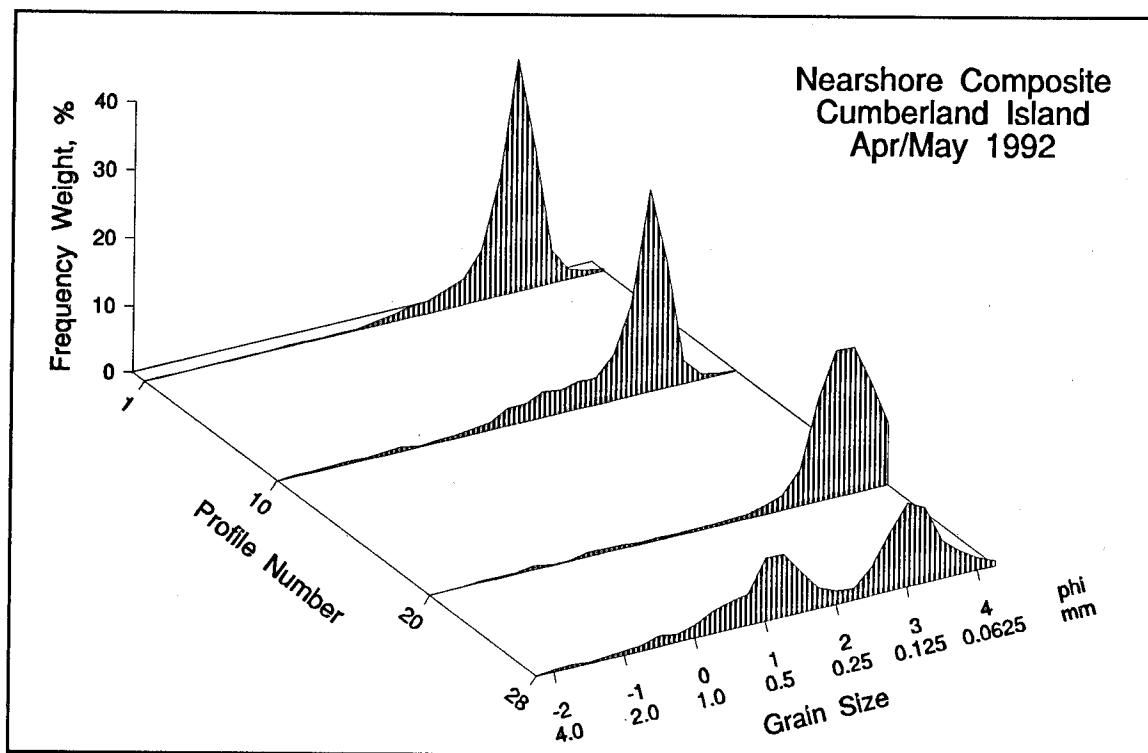 Nearshore Composite
Cumberland Island
Apr/May 1992
Frequency Weight, %
40
30
20
10
0
1
10
20
28
Profile Number
-2 -1 0 1 2 3 4 phi
4.0 2.0 1.0 0.5 0.25 0.125 0.0625 mm
Grain Size